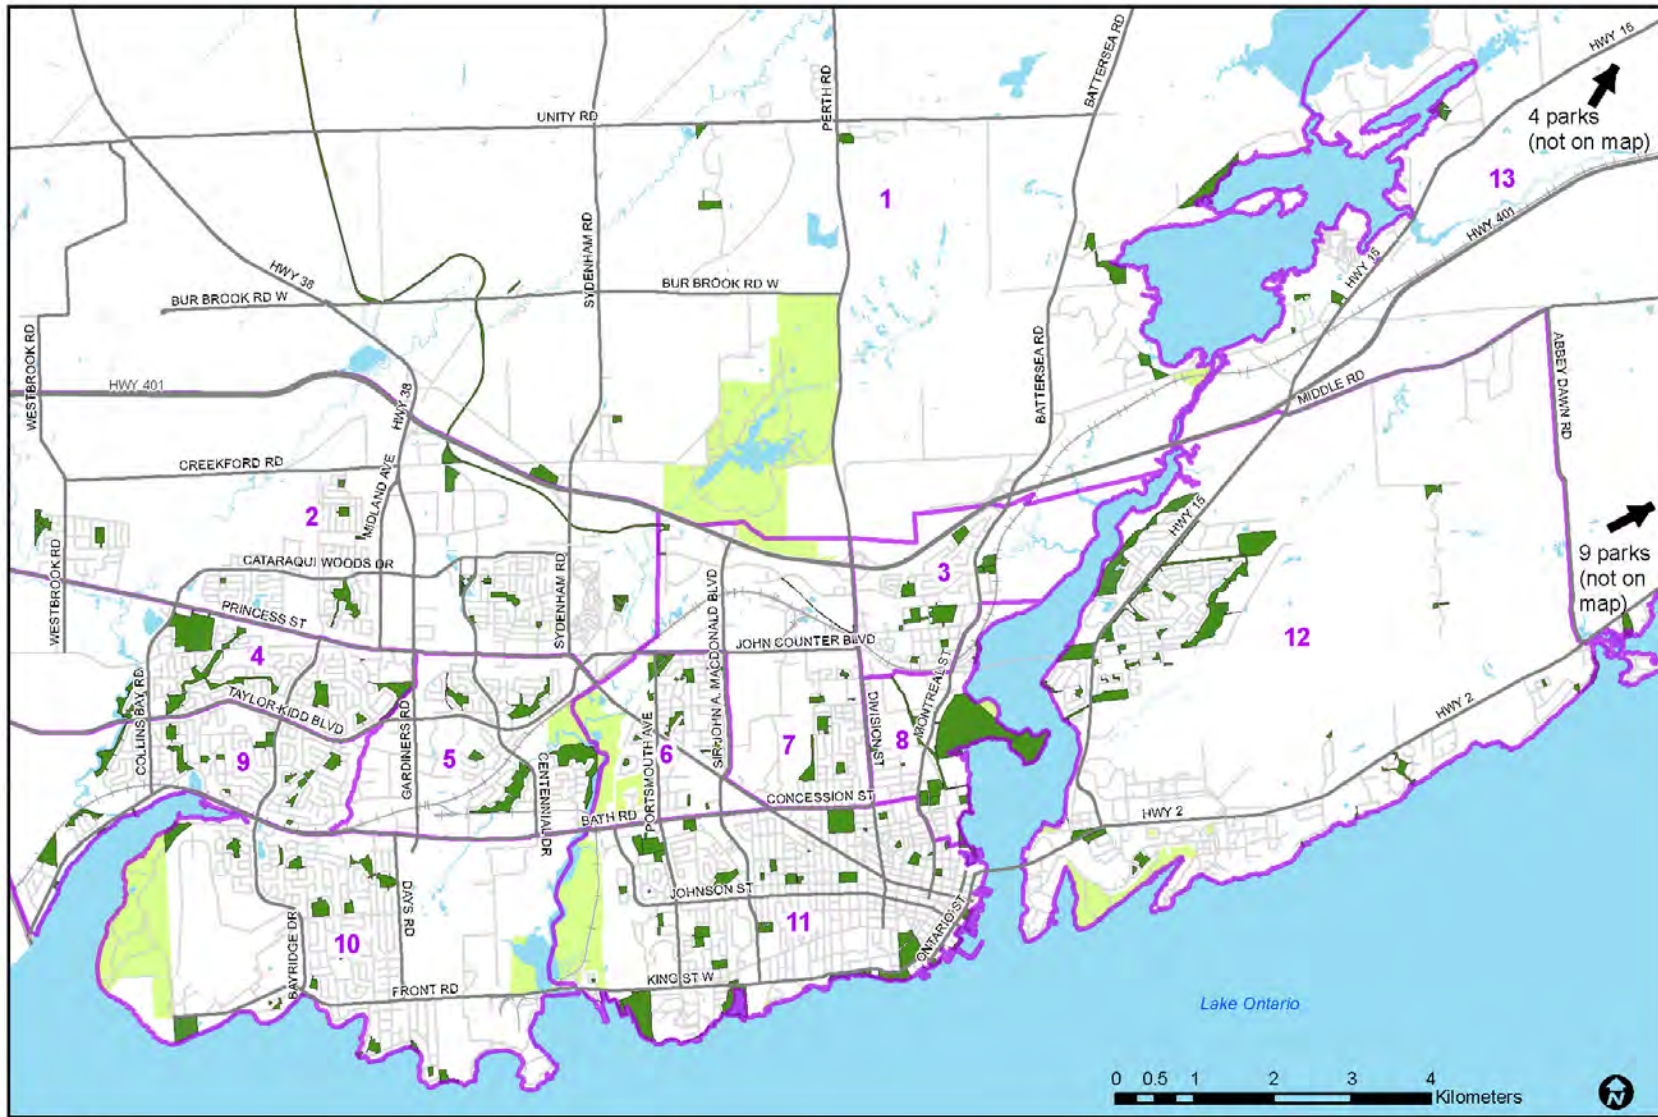 HWY 15
BATTERSEA RD
PERTH RD
UNITY RD
4 parks
(not on map)
13
1
HWY 401
SYDENHAM RD
HWY 38
BUR BROOK RD W
BUR BROOK RD W
HWY 15
WESTBROOK RD
HWY 401
HWY 38
BATTERSEA RD
MIDDLE RD
ABBEY DAWN RD
CREEKFORD RD
MIDLAND AVE
2
HWY 15
9 parks
(not on
map)
CATARAQUI WOODS DR
SYDENHAM RD
SIR JOHN A. MACDONALD BLVD
3
WESTBROOK RD
PRINCESS ST
JOHN COUNTER BLVD
12
4
COLLINS BAY RD
TAYLOR-KIDD BLVD
GARDINERS RD
MONTREAL ST
DIVISION ST
HWY 2
9
5
CENTENNIAL DR
PORTSMOUTH AVE
6
7
8
CONCESSION ST
BATH RD
HWY 2
JOHNSON ST
DAYS RD
11
10
BAYRIDGE DR
ONTARIO ST
FRONT RD
KING ST W
Lake Ontario
0 0.5 1 2 3 4
Kilometers
N